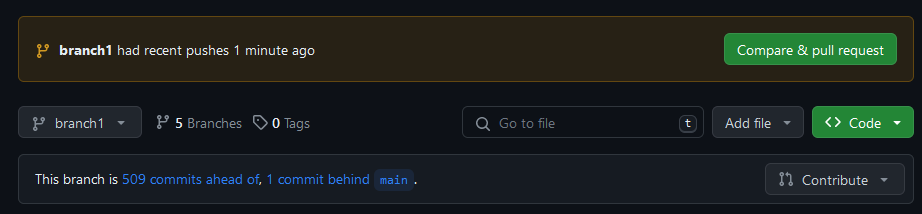 branch1 had recent pushes 1 minute ago
Compare & pull request
branch1
5 Branches
0 Tags
Go to file
t
Add file
Code
This branch is 509 commits ahead of, 1 commit behind main.
Contribute